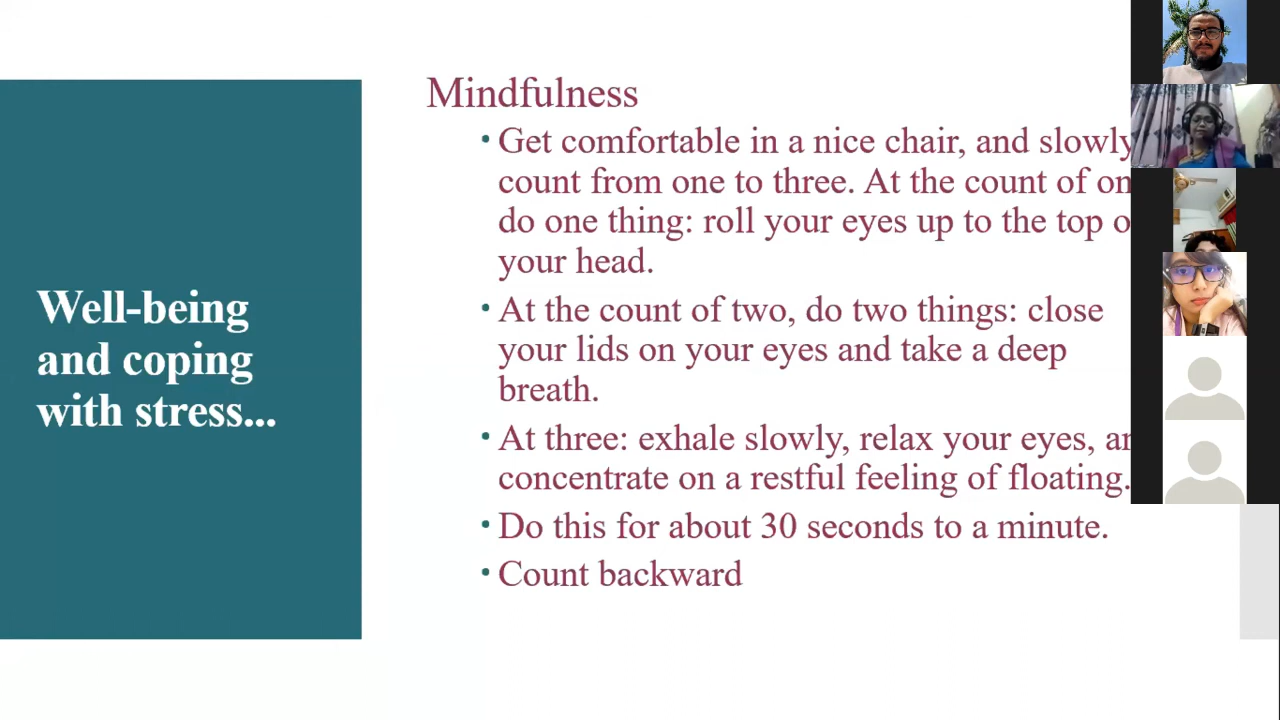 Well-being
and coping
with stress...
Mindfulness
• Get comfortable in a nice chair, and slowly
count from one to three. At the count of on
do one thing: roll your eyes up to the top o
your head.
• At the count of two, do two things: close
your lids on your eyes and take a deep
breath.
• At three: exhale slowly, relax your eyes, an
concentrate on a restful feeling of floating.
• Do this for about 30 seconds to a minute.
• Count backward